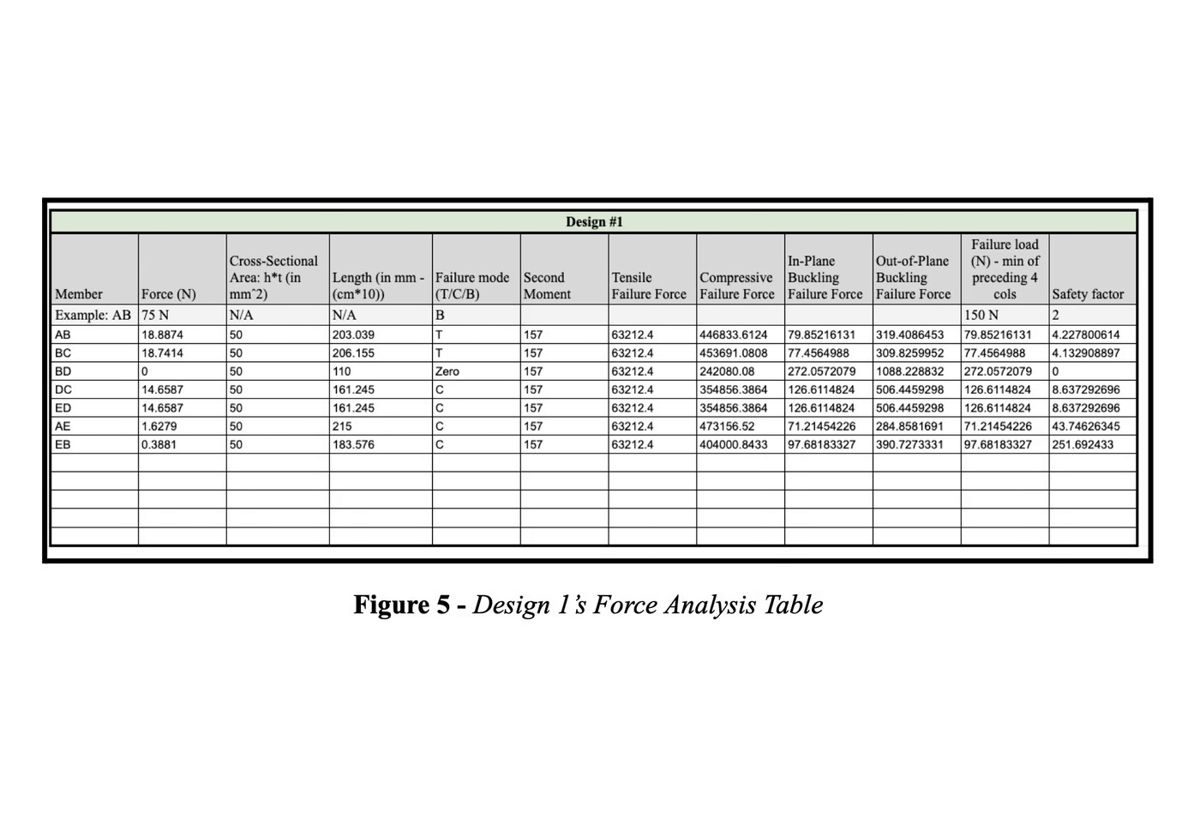 Design #1
Member Force (N) Cross-Sectional Area: h*t (in mm^2) Length (in mm - (cm*10)) Failure mode (T/C/B) Second Moment Tensile Failure Force Compressive Failure Force In-Plane Buckling Failure Force Out-of-Plane Buckling Failure Force Failure load (N) - min of preceding 4 cols Safety factor
Example: AB 75 N N/A N/A B 150 N 2
AB 18.8874 50 203.039 T 157 63212.4 446833.6124 79.85216131 319.4086453 79.85216131 4.227800614
BC 18.7414 50 206.155 T 157 63212.4 453691.0808 77.4564988 309.8259952 77.4564988 4.132908897
BD 0 50 110 Zero 157 63212.4 242080.08 272.0572079 1088.228832 272.0572079 0
DC 14.6587 50 161.245 C 157 63212.4 354856.3864 126.6114824 506.4459298 126.6114824 8.637292696
ED 14.6587 50 161.245 C 157 63212.4 354856.3864 126.6114824 506.4459298 126.6114824 8.637292696
AE 1.6279 50 215 C 157 63212.4 473156.52 71.21454226 284.8581691 71.21454226 43.74626345
EB 0.3881 50 183.576 C 157 63212.4 404000.8433 97.68183327 390.7273331 97.68183327 251.692433
Figure 5 - Design 1's Force Analysis Table